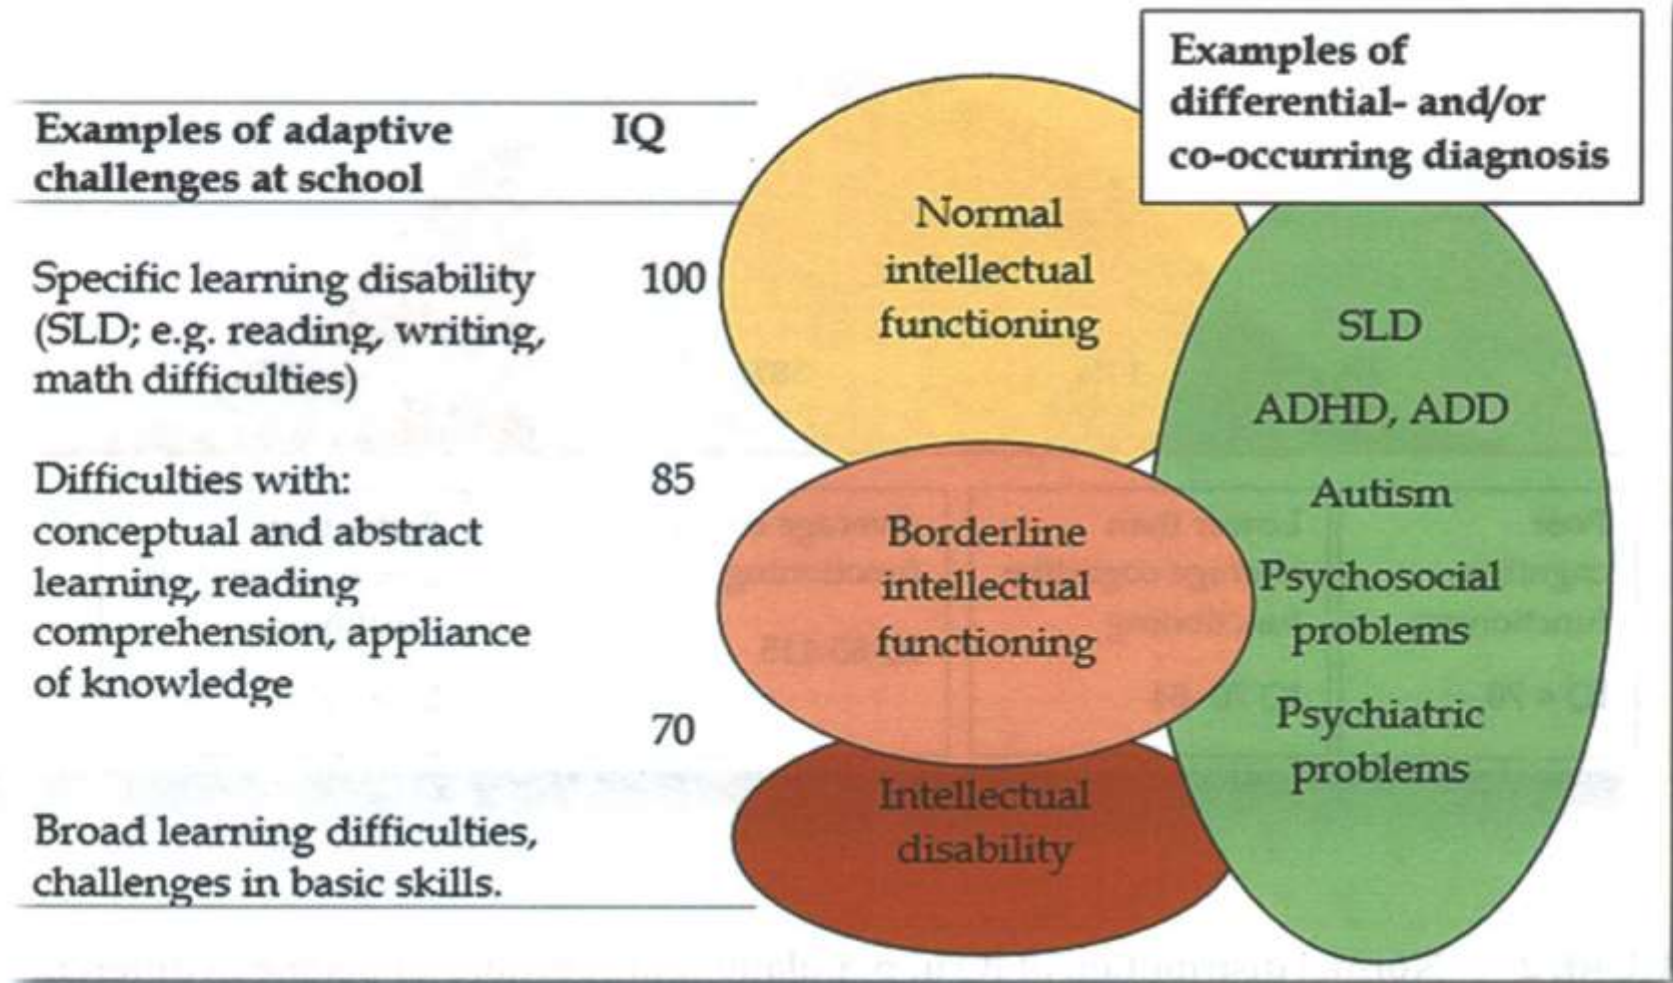 Examples of adaptive
challenges at school
IQ
Specific learning disability
(SLD; e.g. reading, writing,
math difficulties)
100
Difficulties with:
conceptual and abstract
learning, reading
comprehension, appliance
of knowledge
85
70
Broad learning difficulties,
challenges in basic skills.
Normal
intellectual
functioning
Borderline
intellectual
functioning
Intellectual
disability
Examples of
differential- and/or
co-occurring diagnosis
SLD
ADHD, ADD
Autism
Psychosocial
problems
Psychiatric
problems